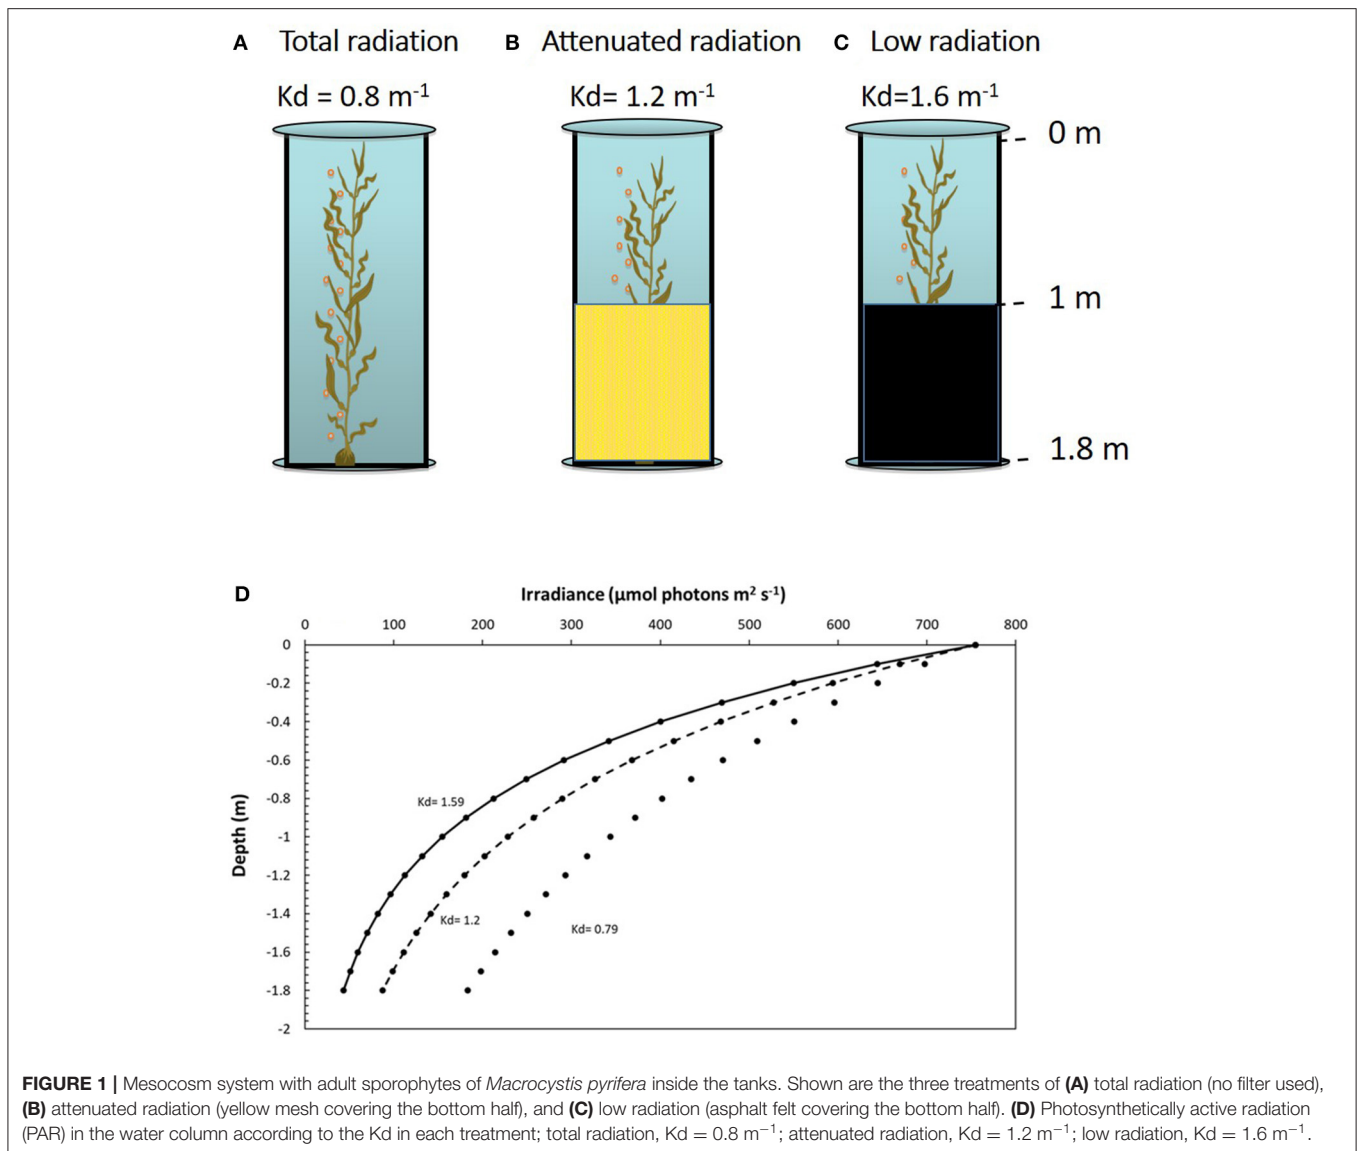 A Total radiation
B Attenuated radiation
C Low radiation
Kd = 0.8 m⁻¹
Kd= 1.2 m⁻¹
Kd=1.6 m⁻¹
0 m
1 m
1.8 m
D
Irradiance (µmol photons m² s⁻¹)
0 100 200 300 400 500 600 700 800
0
-0.2
-0.4
-0.6
-0.8
-1
-1.2
-1.4
-1.6
-1.8
-2
Depth (m)
Kd= 1.59
Kd= 1.2
Kd= 0.79
FIGURE 1 | Mesocosm system with adult sporophytes of Macrocystis pyrifera inside the tanks. Shown are the three treatments of (A) total radiation (no filter used),
(B) attenuated radiation (yellow mesh covering the bottom half), and (C) low radiation (asphalt felt covering the bottom half). (D) Photosynthetically active radiation
(PAR) in the water column according to the Kd in each treatment; total radiation, Kd = 0.8 m⁻¹; attenuated radiation, Kd = 1.2 m⁻¹; low radiation, Kd = 1.6 m⁻¹.